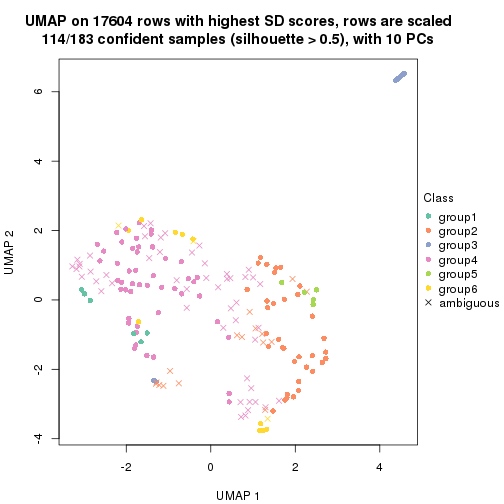 UMAP on 17604 rows with highest SD scores, rows are scaled
114/183 confident samples (silhouette > 0.5), with 10 PCs
6
4
2
0
-2
-4
UMAP 2
-2
0
2
4
UMAP 1
Class
group1
group2
group3
group4
group5
group6
ambiguous